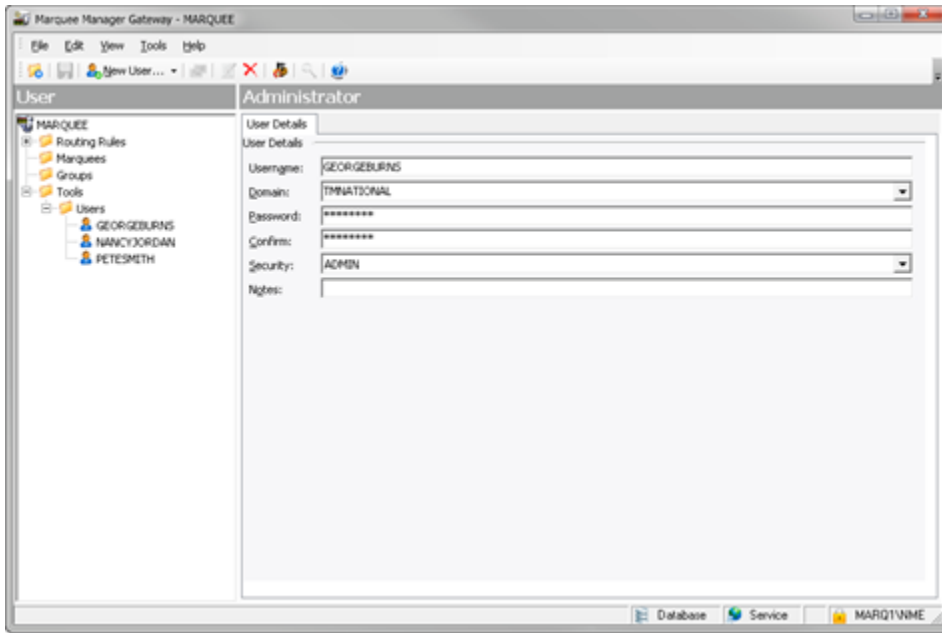 Marquee Manager Gateway - MARQUEE
File Edit View Tools Help
New User...
User
Administrator
MARQUEE
Routing Rules
Marquees
Groups
Tools
Users
GEORGEBURNS
NANCYJORDAN
PETESMITH
User Details
User Details
Username: GEORGEBURNS
Domain: TMNATIONAL
Password: ********
Confirm: ********
Security: ADMIN
Notes:
Database Service MARQ1\NME